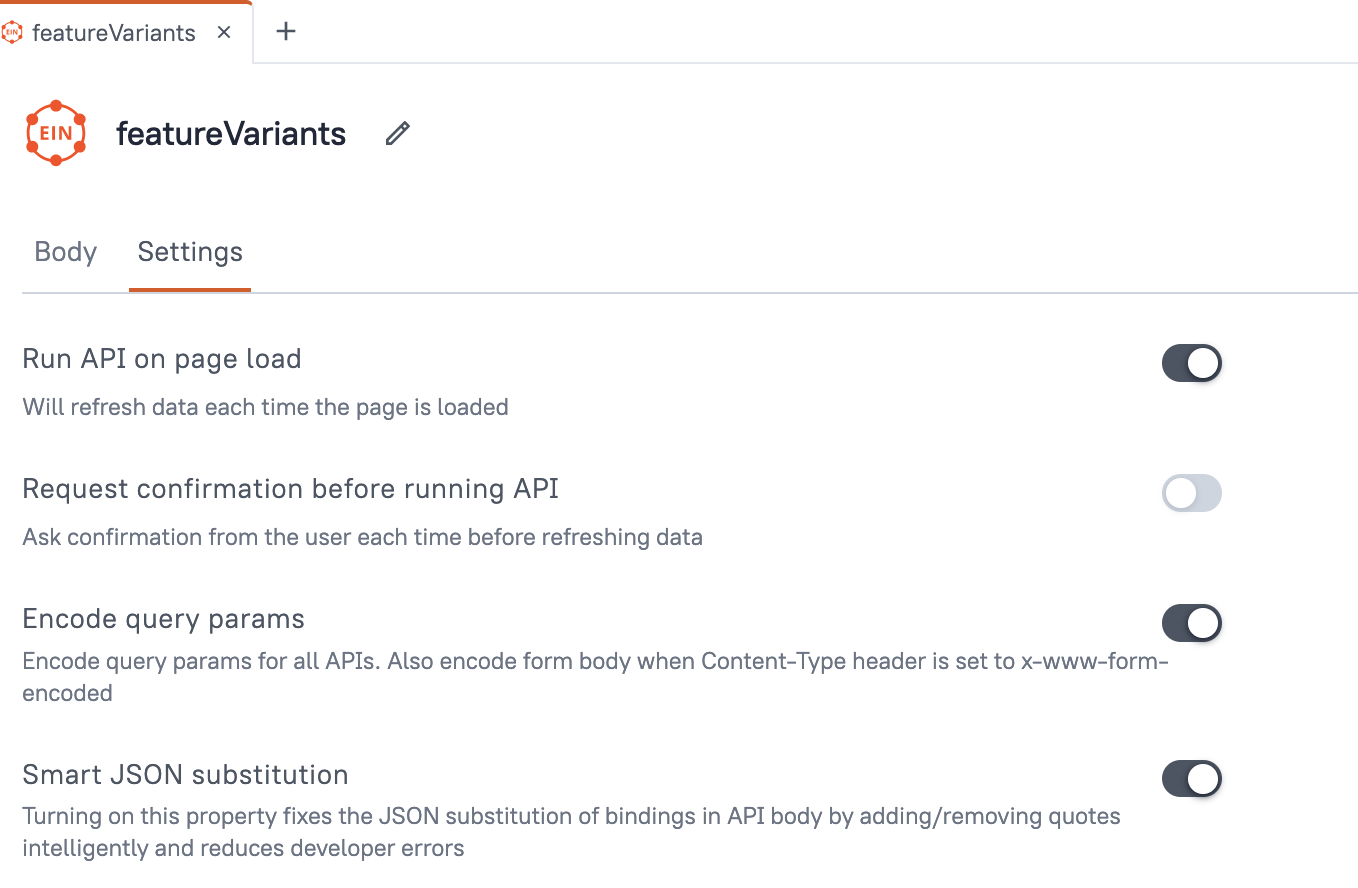 EIN featureVariants
EIN featureVariants
Body Settings
Run API on page load
Will refresh data each time the page is loaded
Request confirmation before running API
Ask confirmation from the user each time before refreshing data
Encode query params
Encode query params for all APIs. Also encode form body when Content-Type header is set to x-www-form-
encoded
Smart JSON substitution
Turning on this property fixes the JSON substitution of bindings in API body by adding/removing quotes
intelligently and reduces developer errors